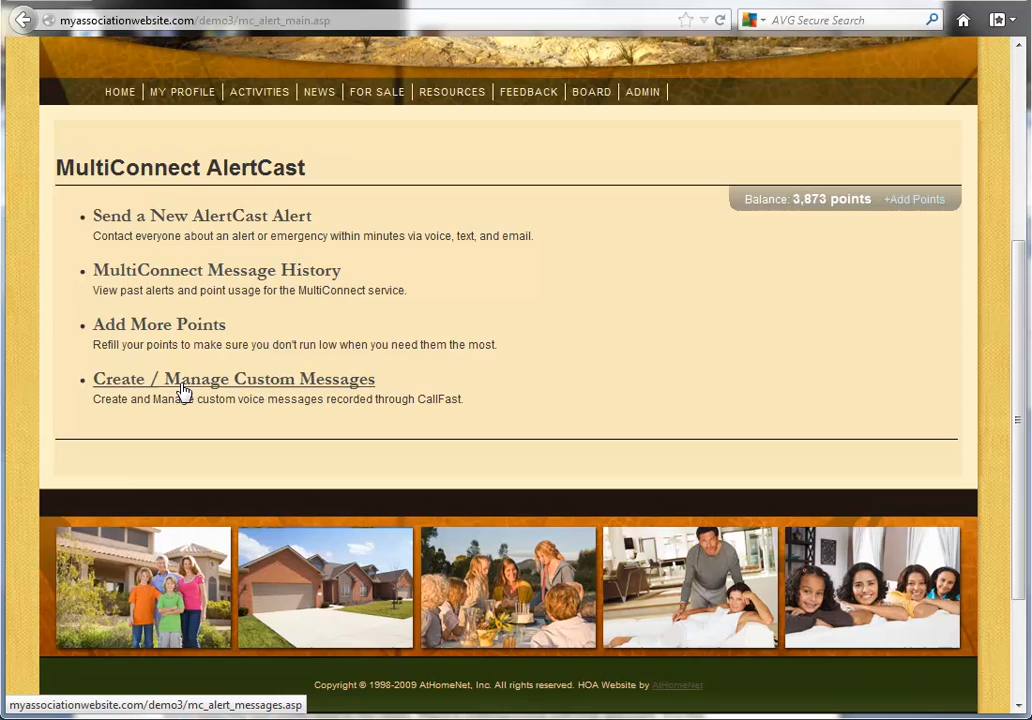 myassociationwebsite.com/demo3/mc_alert_main.asp
AVG Secure Search
HOME
MY PROFILE
ACTIVITIES
NEWS
FOR SALE
RESOURCES
FEEDBACK
BOARD
ADMIN
MultiConnect AlertCast
Balance: 3,873 points +Add Points
• Send a New AlertCast Alert
Contact everyone about an alert or emergency within minutes via voice, text, and email.
• MultiConnect Message History
View past alerts and point usage for the MultiConnect service.
• Add More Points
Refill your points to make sure you don't run low when you need them the most.
• Create / Manage Custom Messages
Create and Manage custom voice messages recorded through CallFast.
Copyright © 1998-2009 AtHomeNet, Inc. All rights reserved. HOA Website by AtHomeNet
myassociationwebsite.com/demo3/mc_alert_messages.asp